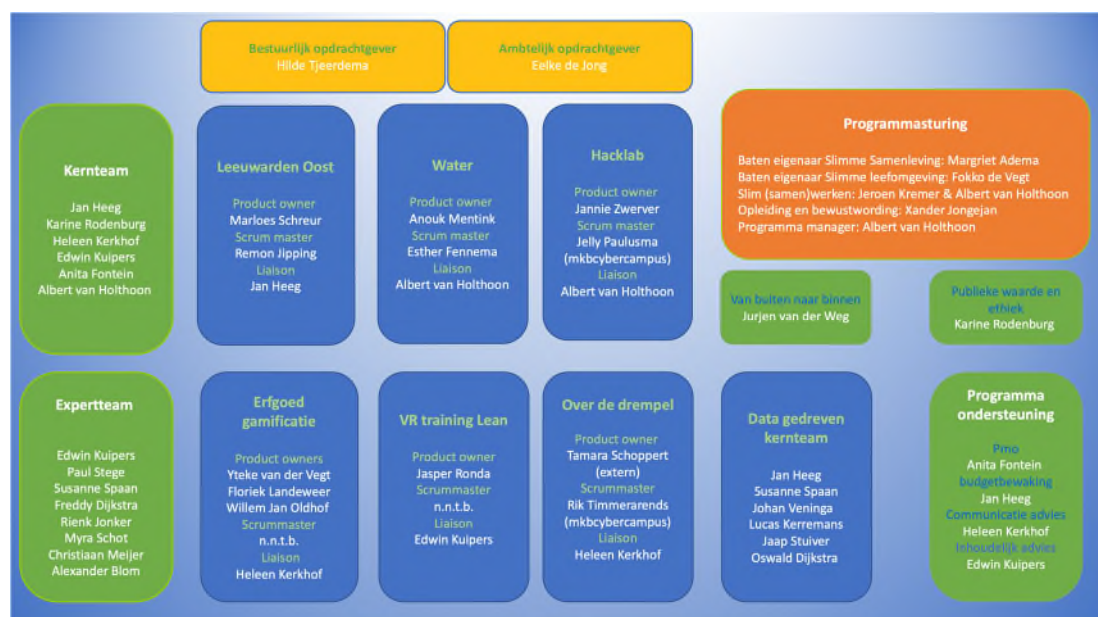 Bestuurlijk opdrachtgever
Hilde Tjeerdema
Ambtelijk opdrachtgever
Eelke de Jong
Kernteam
Jan Heeg
Karine Rodenburg
Heleen Kerkhof
Edwin Kuipers
Anita Fontein
Albert van Holthoon
Leeuwarden Oost
Product owner
Marloes Schreur
Scrum master
Remon Jipping
Liaison
Jan Heeg
Water
Product owner
Anouk Mentink
Scrum master
Esther Fennema
Liaison
Albert van Holthoon
Hacklab
Product owner
Jannie Zwerver
Scrum master
Jelly Paulusma
(mkbcybercampus)
Liaison
Albert van Holthoon
Programmasturing
Baten eigenaar Slimme Samenleving: Margriet Adema
Baten eigenaar Slimme leefomgeving: Fokko de Vegt
Slim (samen)werken: Jeroen Kremer & Albert van Holthoon
Opleiding en bewustwording: Xander Jongejan
Programma manager: Albert van Holthoon
Van buiten naar binnen
Jurjen van der Weg
Publieke waarde en
ethiek
Karine Rodenburg
Expertteam
Edwin Kuipers
Paul Stege
Susanne Spaan
Freddy Dijkstra
Rienk Jonker
Myra Schot
Christiaan Meijer
Alexander Blom
Erfgoed
gamificatie
Product owners
Yteke van der Vegt
Floriek Landeweer
Willem Jan Oldhof
Scrummaster
n.n.t.b.
Liaison
Heleen Kerkhof
VR training Lean
Product owner
Jasper Ronda
Scrummaster
n.n.t.b.
Liaison
Edwin Kuipers
Over de drempel
Product owner
Tamara Schoppert
(extern)
Scrummaster
Rik Timmerarends
(mkbcybercampus)
Liaison
Heleen Kerkhof
Data gedreven
kernteam
Jan Heeg
Susanne Spaan
Johan Veninga
Lucas Kerremans
Jaap Stuiver
Oswald Dijkstra
Programma
ondersteuning
Pmo
Anita Fontein
budgetbewaking
Jan Heeg
Communicatie advies
Heleen Kerkhof
Inhoudelijk advies
Edwin Kuipers